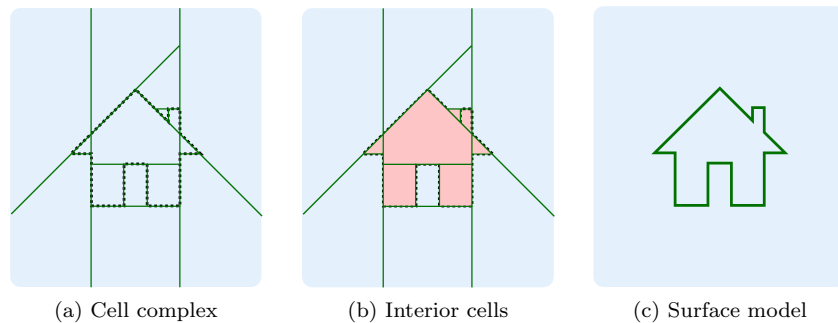 (a) Cell complex
(b) Interior cells
(c) Surface model